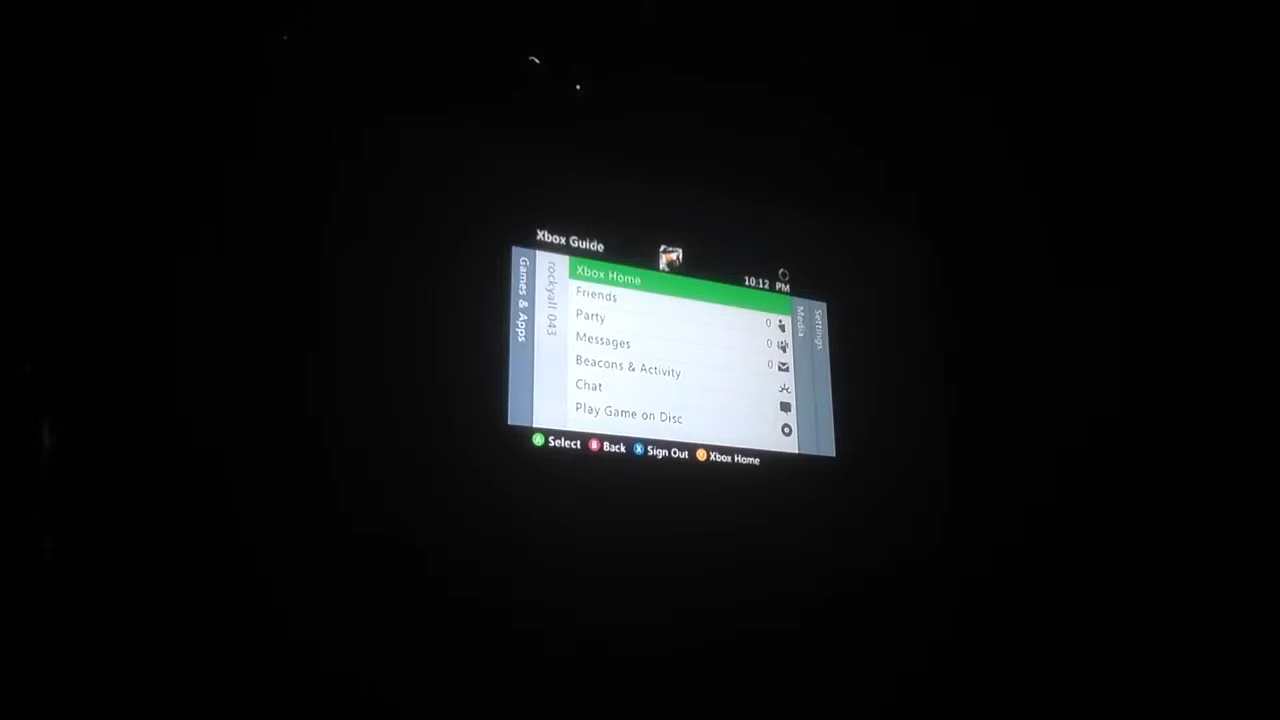 Xbox Guide
10:12 PM
Games & Apps
rockyall 043
Xbox Home
Friends 0
Party 0
Messages 0
Beacons & Activity
Chat
Play Game on Disc
Media
Settings
A Select B Back X Sign Out Y Xbox Home